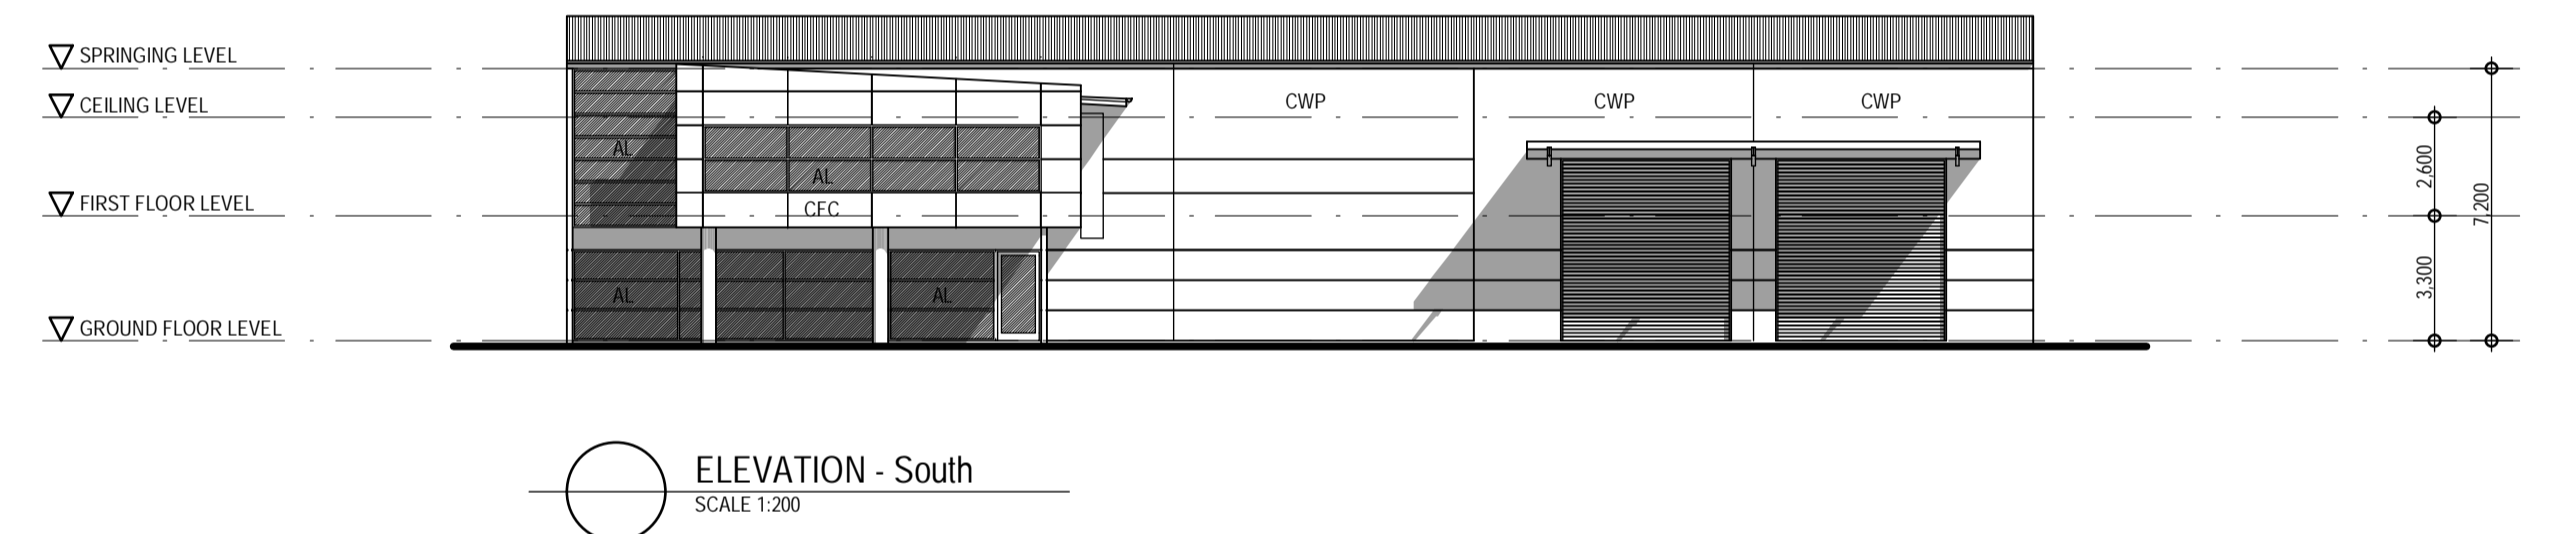 SPRINGING LEVEL
CEILING LEVEL
CWP CWP CWP
AL
AL
2,600
FIRST FLOOR LEVEL
CFC
7,200
AL AL
3,300
GROUND FLOOR LEVEL
ELEVATION - South
SCALE 1:200